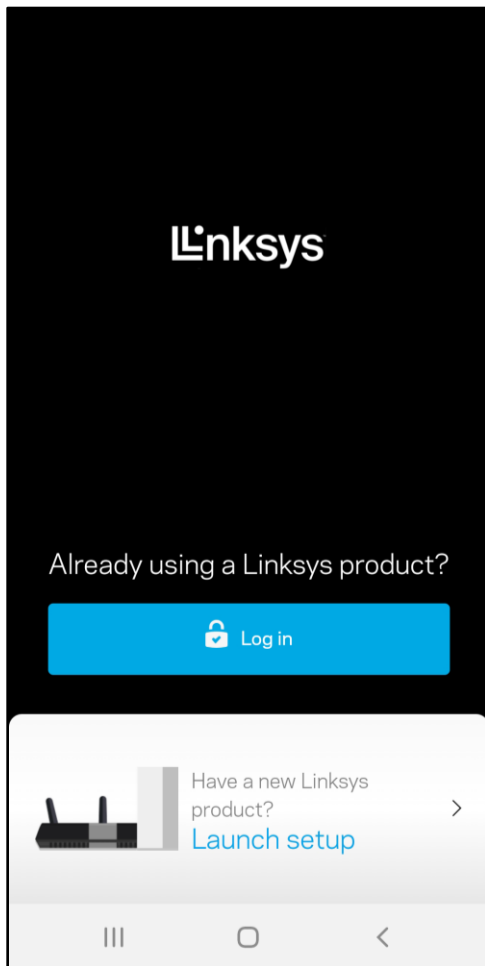 Linksys
Already using a Linksys product?
Log in
Have a new Linksys
product?
Launch setup